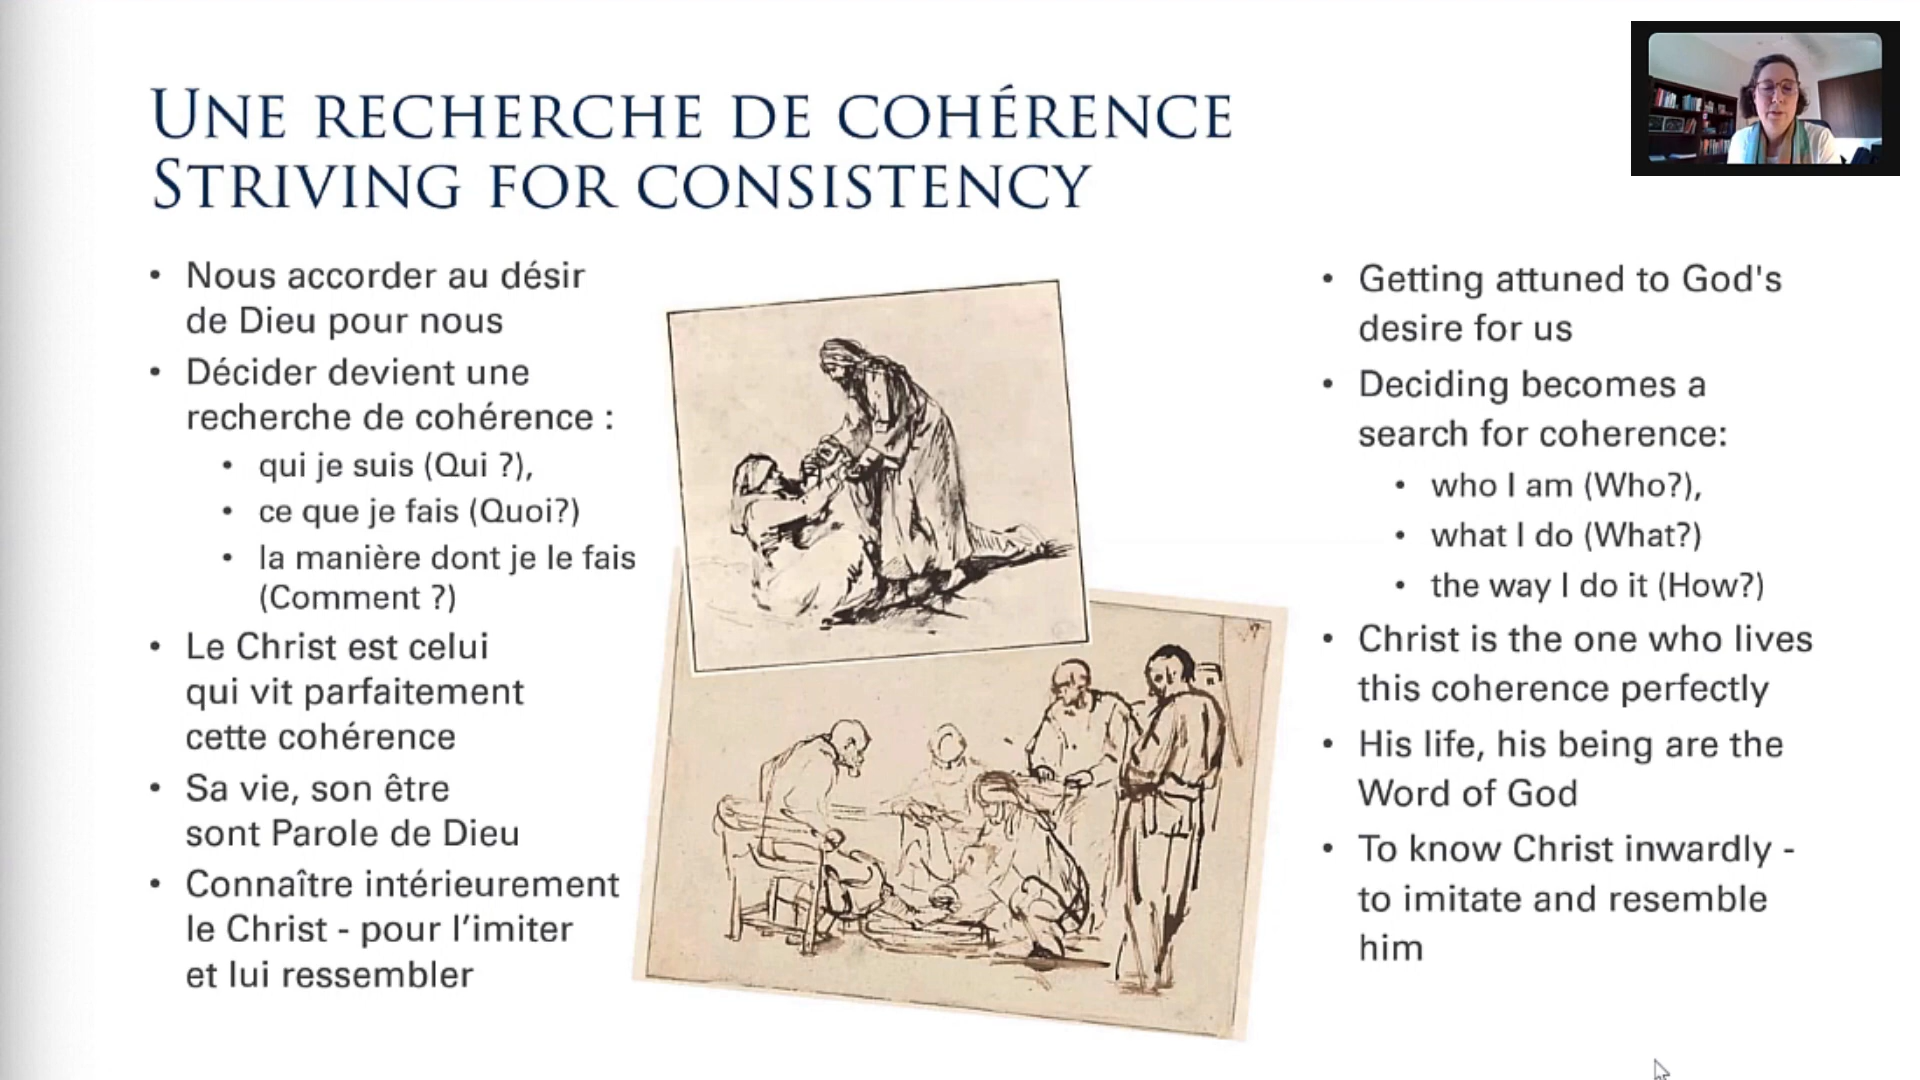 UNE RECHERCHE DE COHÉRENCE
STRIVING FOR CONSISTENCY
• Nous accorder au désir
de Dieu pour nous
• Décider devient une
recherche de cohérence :
• qui je suis (Qui ?),
• ce que je fais (Quoi?)
• la manière dont je le fais
(Comment ?)
• Le Christ est celui
qui vit parfaitement
cette cohérence
• Sa vie, son être
sont Parole de Dieu
• Connaître intérieurement
le Christ - pour l’imiter
et lui ressembler
• Getting attuned to God's
desire for us
• Deciding becomes a
search for coherence:
• who I am (Who?),
• what I do (What?)
• the way I do it (How?)
• Christ is the one who lives
this coherence perfectly
• His life, his being are the
Word of God
• To know Christ inwardly -
to imitate and resemble
him